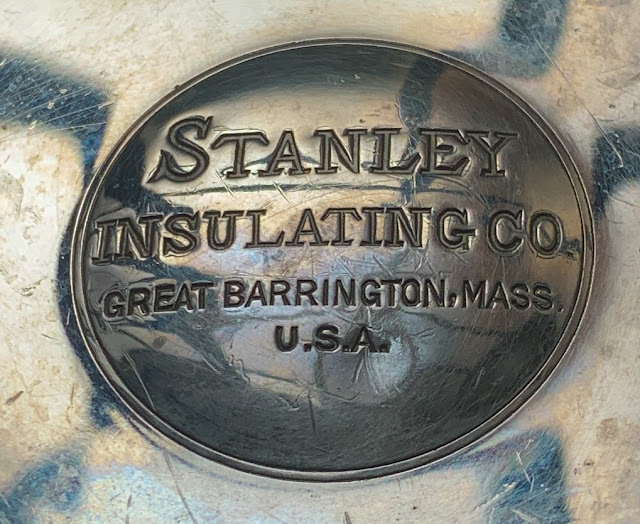 STANLEY
INSULATING CO.
GREAT BARRINGTON, MASS.
U.S.A.